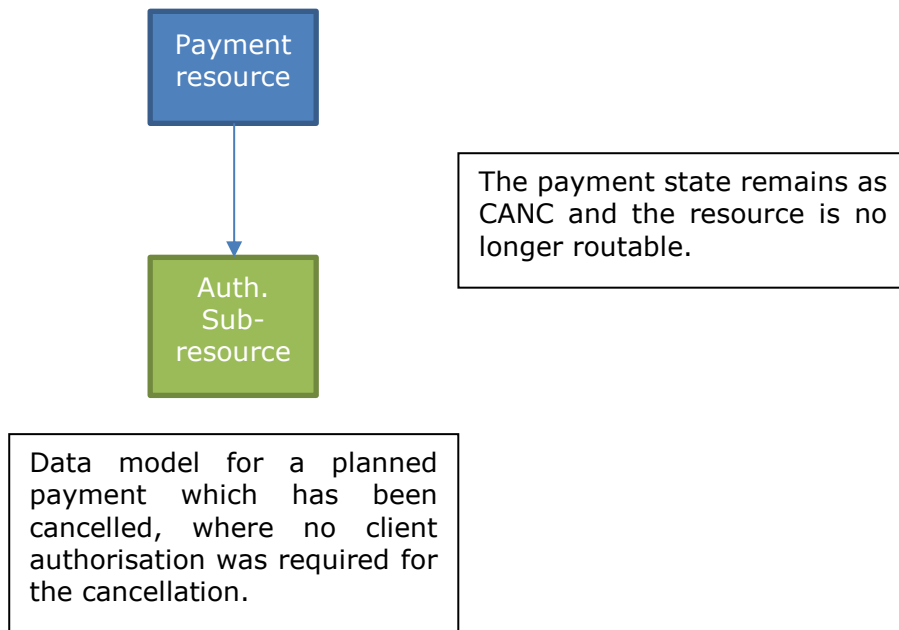 Payment
resource
The payment state remains as
CANC and the resource is no
longer routable.
Auth.
Sub-
resource
Data model for a planned
payment which has been
cancelled, where no client
authorisation was required for
the cancellation.